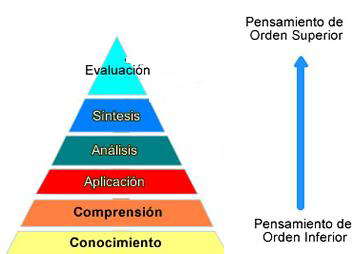 Pensamiento de
Orden Superior
Evaluación
Síntesis
Análisis
Aplicación
Comprensión
Conocimiento
Pensamiento de
Orden Inferior